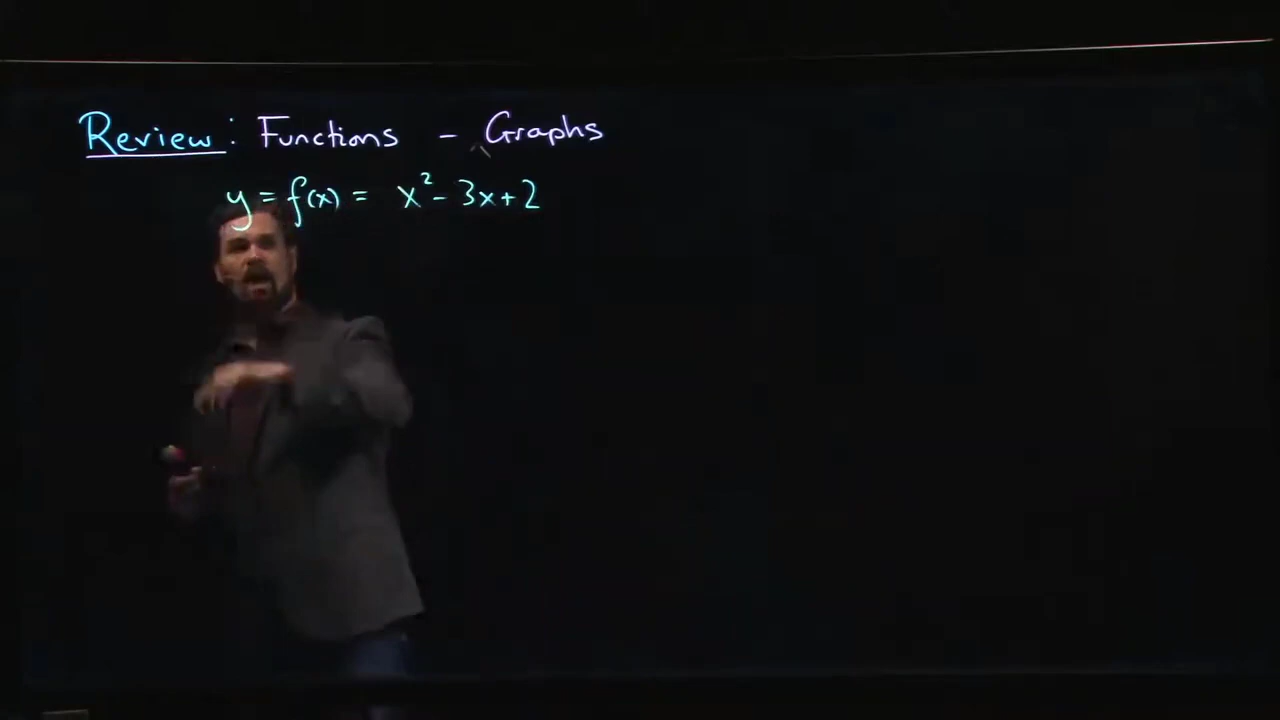 Review: Functions - Graphs
y = f(x) = x² - 3x + 2